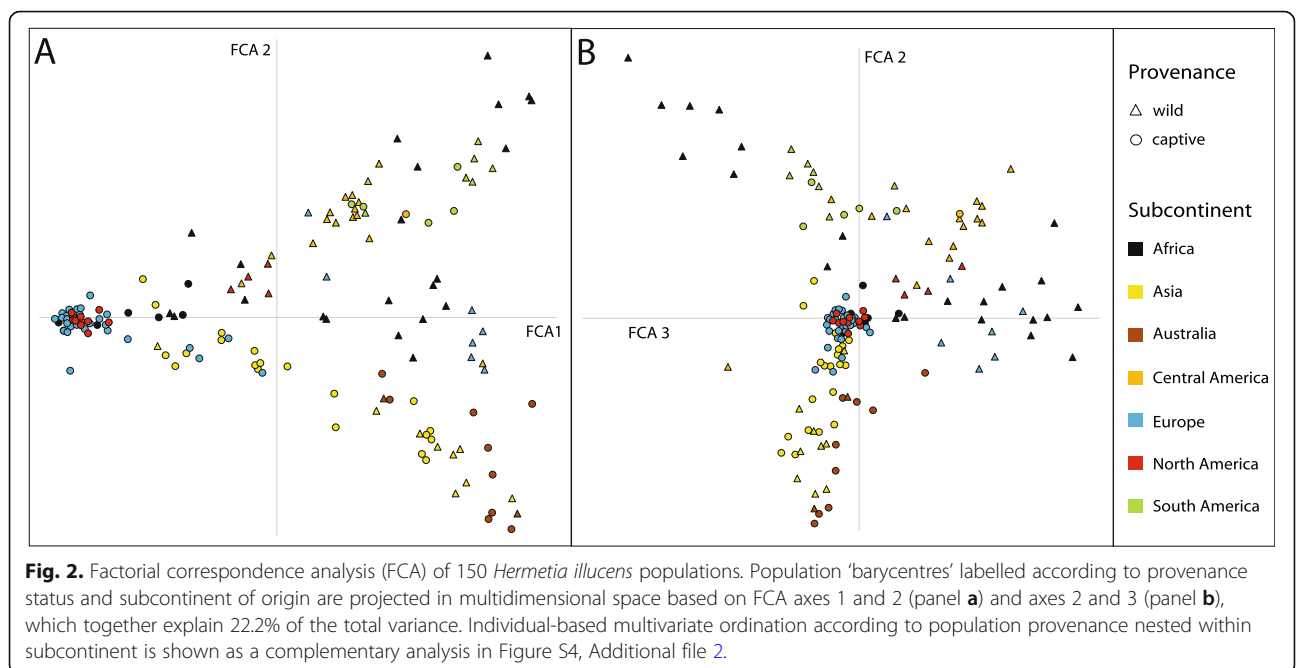 A
FCA 2
FCA1
B
FCA 2
FCA 3
Provenance
wild
captive
Subcontinent
Africa
Asia
Australia
Central America
Europe
North America
South America
Fig. 2. Factorial correspondence analysis (FCA) of 150 Hermetia illucens populations. Population ‘barycentres’ labelled according to provenance
status and subcontinent of origin are projected in multidimensional space based on FCA axes 1 and 2 (panel a) and axes 2 and 3 (panel b),
which together explain 22.2% of the total variance. Individual-based multivariate ordination according to population provenance nested within
subcontinent is shown as a complementary analysis in Figure S4, Additional file 2.